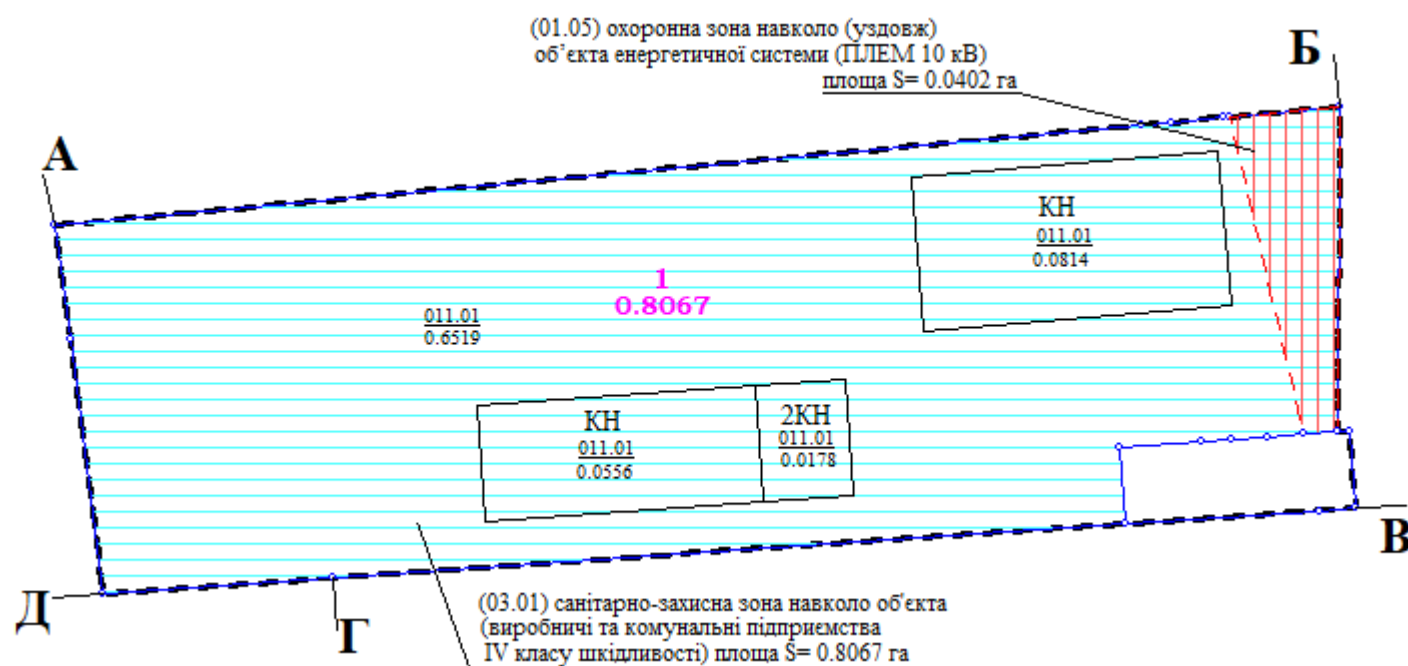 (01.05) охоронна зона навколо (уздовж)
об’єкта енергетичної системи (ПЛЕМ 10 кВ)
площа S= 0.0402 га
Б
А
КН
011.01
0.0814
1
0.8067
011.01
0.6519
КН
011.01
0.0556
2КН
011.01
0.0178
В
Д
Г
(03.01) санітарно-захисна зона навколо об'єкта
(виробничі та комунальні підприємства
IV класу шкідливості) площа S= 0.8067 га